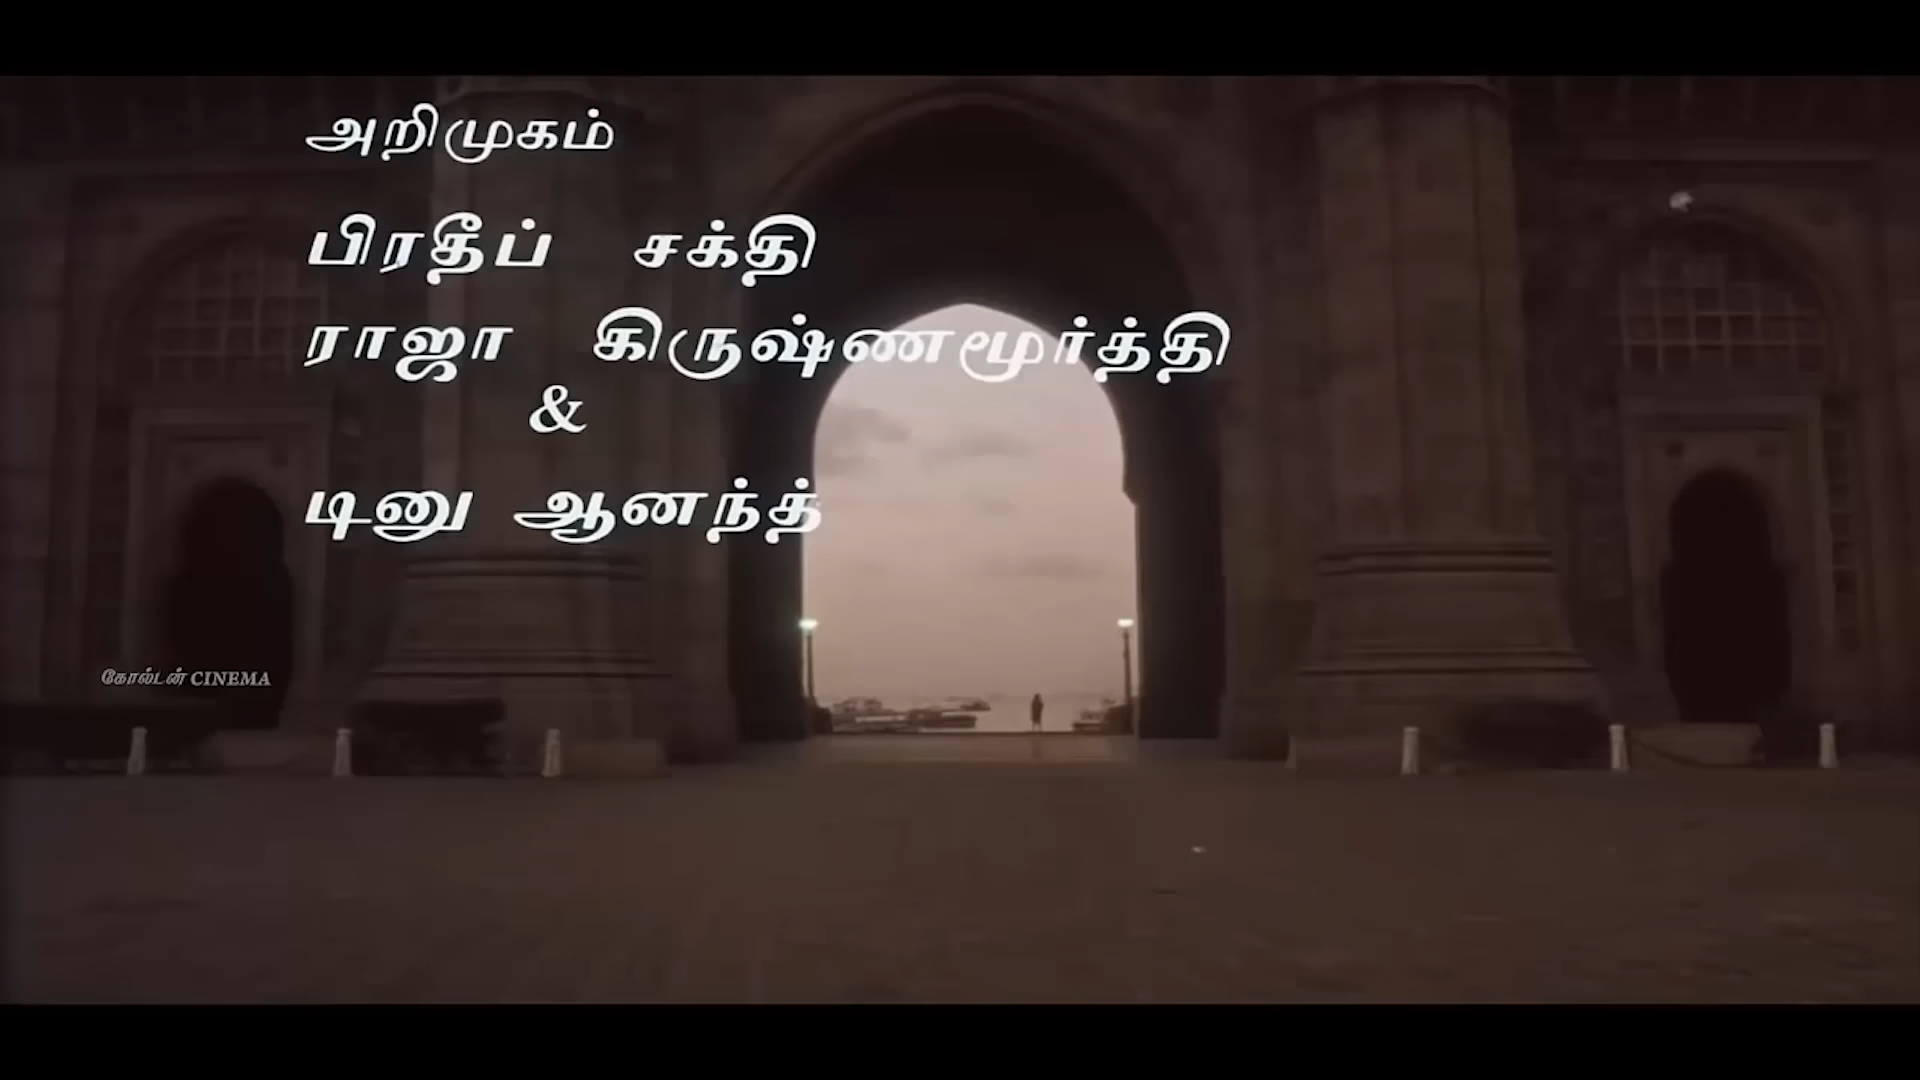 அறிமுகம்
பிரதீப் சக்தி
ராஜா கிருஷ்ணமூர்த்தி
&
டினு ஆனந்த்
கோல்டன் CINEMA